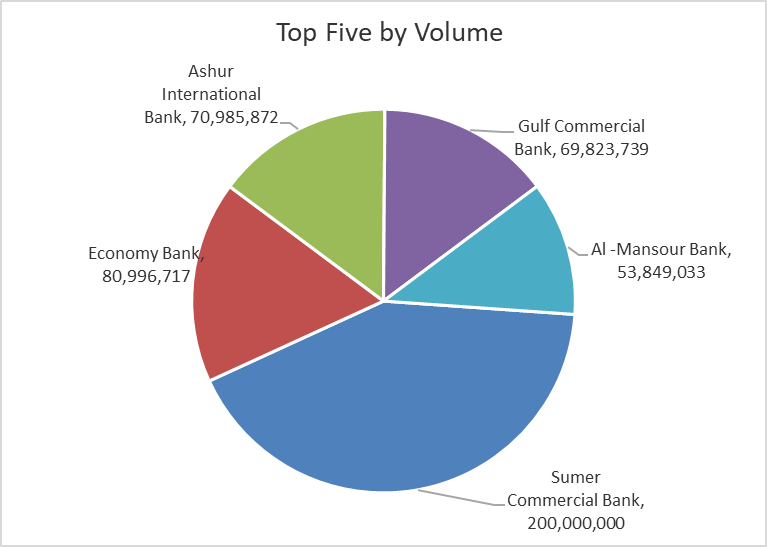 Top Five by Volume
Ashur
International
Bank, 70,985,872
Gulf Commercial
Bank, 69,823,739
Economy Bank,
80,996,717
Al -Mansour Bank,
53,849,033
Sumer
Commercial Bank,
200,000,000